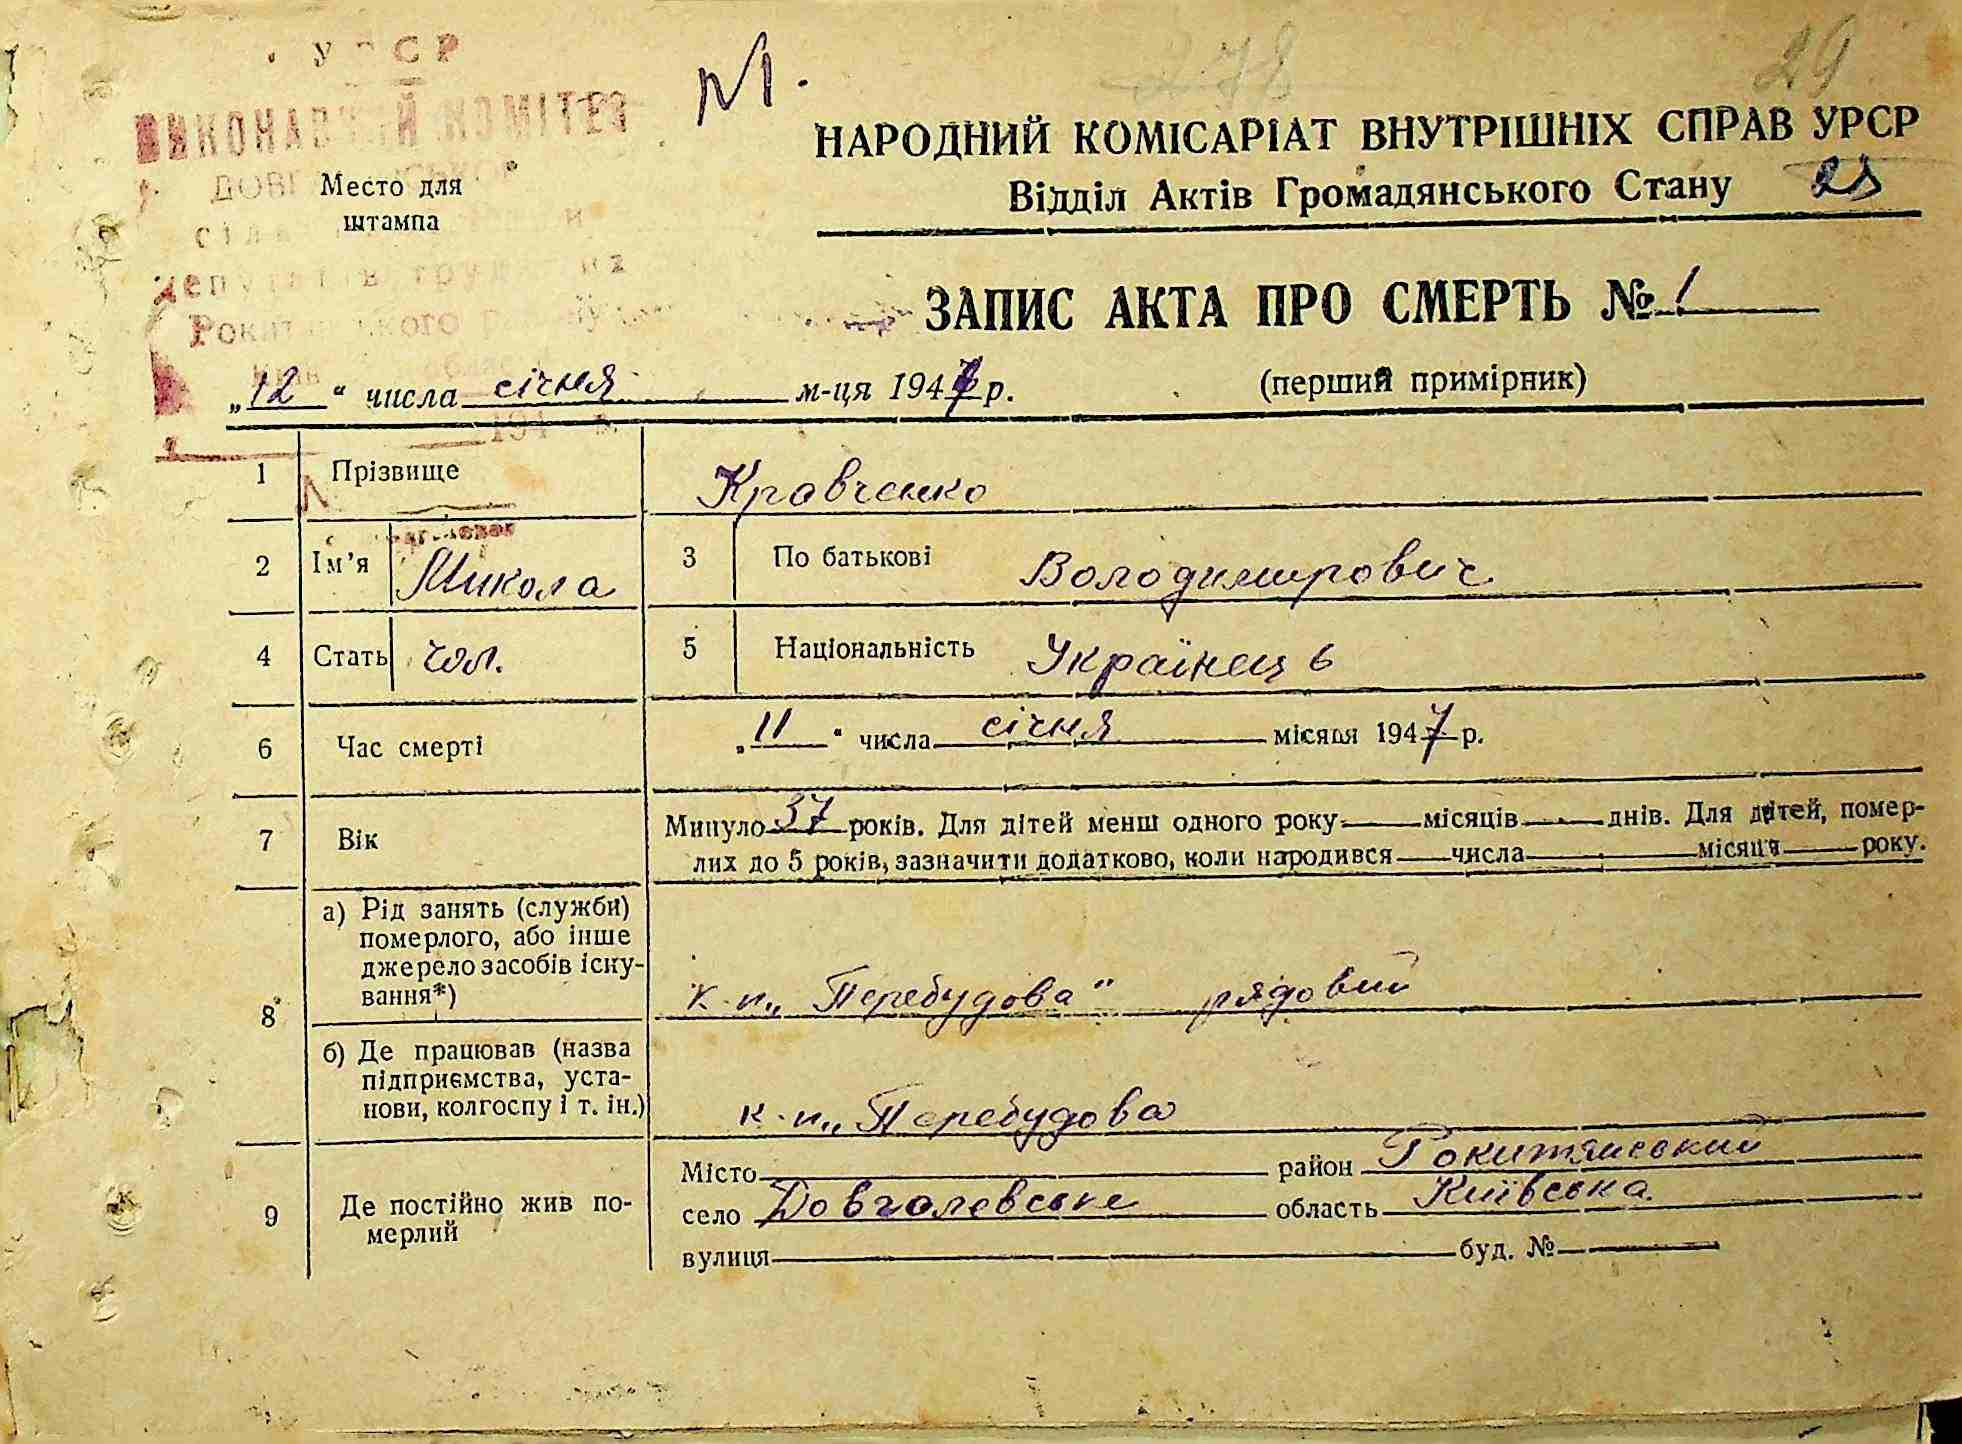 УРСР
ВИКОНАВЧИЙ КОМІТЕТ
Место для
штампа
№1.
278
29
НАРОДНИЙ КОМІСАРІАТ ВНУТРІШНІХ СПРАВ УРСР
Відділ Актів Громадянського Стану
ЗАПИС АКТА ПРО СМЕРТЬ № 1
„12“ числа січня м-ця 1947 р.
(перший примірник)
1 Прізвище Кравченко
2 Ім'я Микола 3 По батькові Володимирович
4 Стать чол. 5 Національність Українець
6 Час смерті „11“ числа січня місяця 1947 р.
7 Вік Минуло 37 років. Для дітей менш одного року місяців днів. Для дітей, помер-
лих до 5 років, зазначити додатково, коли народився числа місяця року.
8 а) Рід занять (служби)
померлого, або інше
джерело засобів існу-
вання*)
к-п „Перебудова" рядовий
б) Де працював (назва
підприємства, уста-
нови, колгоспу і т. ін.)
к-п „Перебудова
9 Де постійно жив по-
мерлий
Місто район Рокитянський
село Довгалевське область Київська
вулиця буд. №